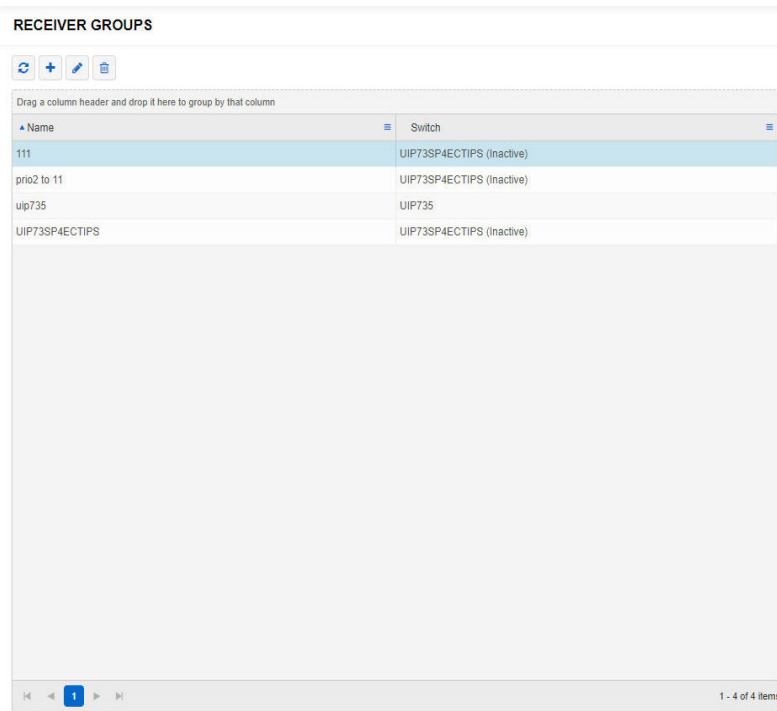 RECEIVER GROUPS
Drag a column header and drop it here to group by that column
Name Switch
111 UIP73SP4ECTIPS (Inactive)
prio2 to 11 UIP73SP4ECTIPS (Inactive)
uip735 UIP735
UIP73SP4ECTIPS UIP73SP4ECTIPS (Inactive)
1 1 - 4 of 4 items